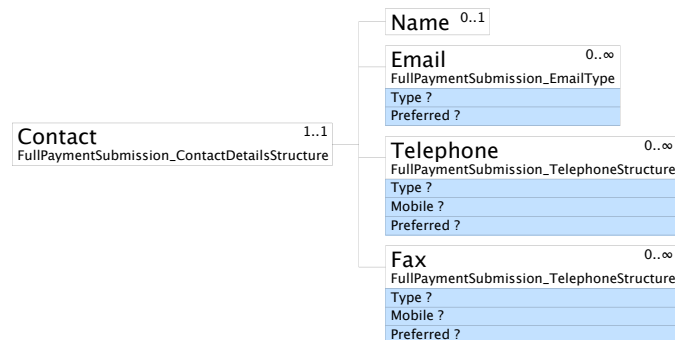 Name 0..1
Email 0..∞
FullPaymentSubmission_EmailType
Type ?
Preferred ?
Contact 1..1
FullPaymentSubmission_ContactDetailsStructure
Telephone 0..∞
FullPaymentSubmission_TelephoneStructure
Type ?
Mobile ?
Preferred ?
Fax 0..∞
FullPaymentSubmission_TelephoneStructure
Type ?
Mobile ?
Preferred ?